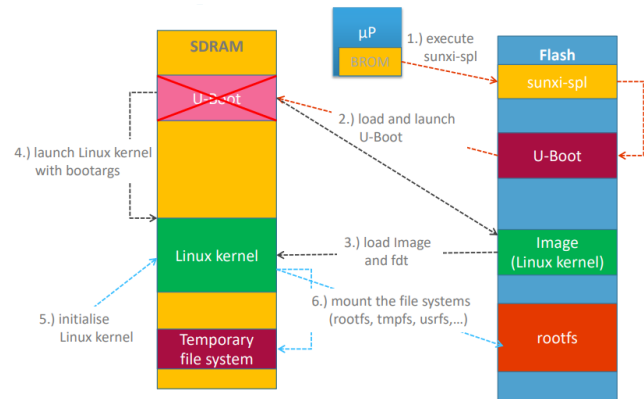 SDRAM
µP
BROM
1.) execute
sunxi-spl
Flash
sunxi-spl
U-Boot
2.) load and launch
U-Boot
U-Boot
4.) launch Linux kernel
with bootargs
Linux kernel
3.) load Image
and fdt
Image
(Linux kernel)
5.) initialise
Linux kernel
6.) mount the file systems
(rootfs, tmpfs, usrfs,...)
Temporary
file system
rootfs